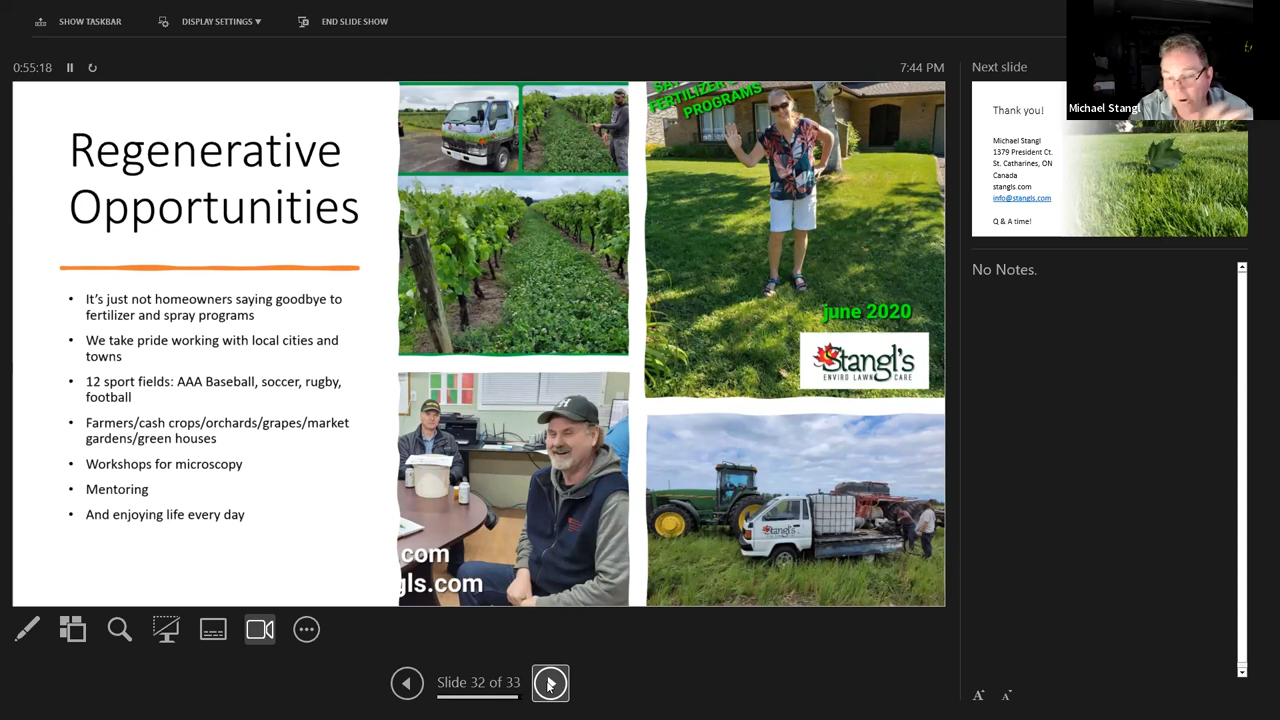 SHOW TASKBAR
DISPLAY SETTINGS ▼
END SLIDE SHOW
0:55:18
7:44 PM
Next slide
Michael Stangl
Regenerative
Opportunities
• It's just not homeowners saying goodbye to
fertilizer and spray programs
• We take pride working with local cities and
towns
• 12 sport fields: AAA Baseball, soccer, rugby,
football
• Farmers/cash crops/orchards/grapes/market
gardens/green houses
• Workshops for microscopy
• Mentoring
• And enjoying life every day
FERTILIZER
PROGRAMS
june 2020
Stangl's
ENVIRO LAWN CARE
com
gls.com
Stangl's
Thank you!
Michael Stangl
1379 President Ct.
St. Catharines, ON
Canada
stangls.com
info@stangls.com
Q & A time!
No Notes.
Slide 32 of 33
A A